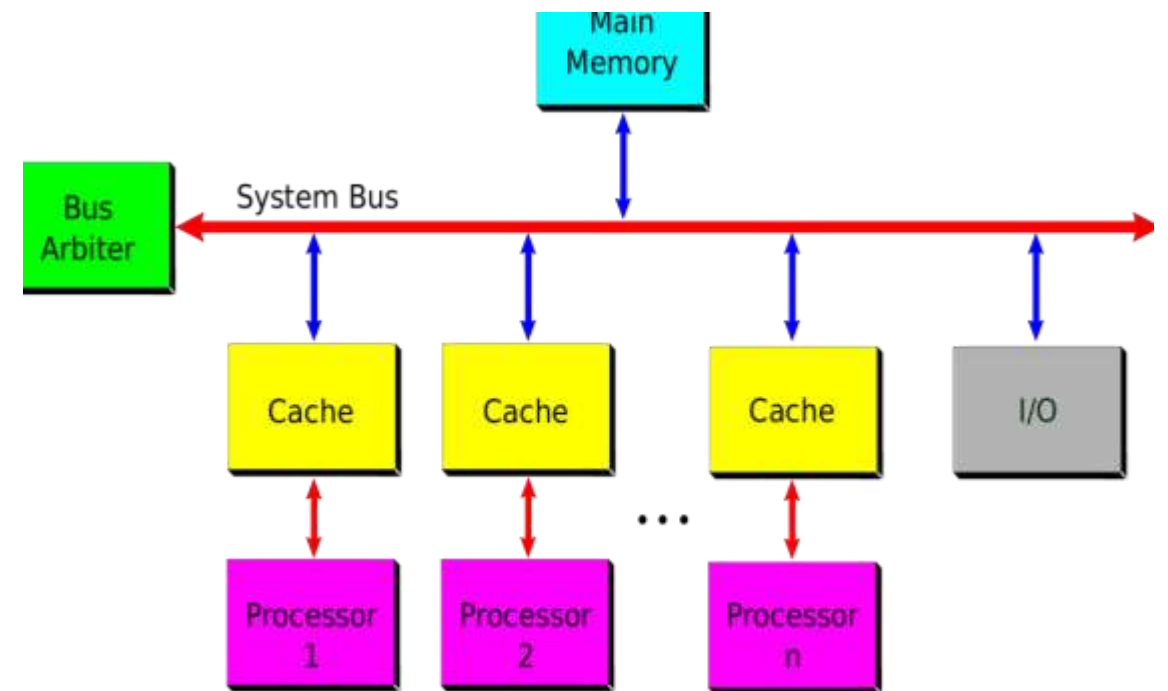 Main
Memory
System Bus
Bus
Arbiter
Cache
Cache
Cache
I/O
...
Processor
1
Processor
2
Processor
n